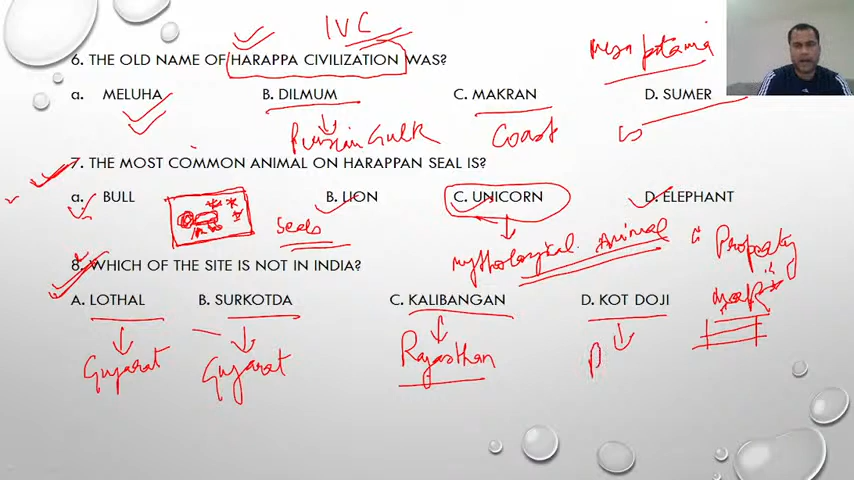 IVC
6. THE OLD NAME OF HARAPPA CIVILIZATION WAS?
Mesopotamia
a. MELUHA B. DILMUM C. MAKRAN D. SUMER
Persian Gulk Coast
7. THE MOST COMMON ANIMAL ON HARAPPAN SEAL IS?
a. BULL B. LION C. UNICORN D. ELEPHANT
Seals
mythological Animal
Property
8. WHICH OF THE SITE IS NOT IN INDIA?
A. LOTHAL B. SURKOTDA C. KALIBANGAN D. KOT DOJI
Gujarat Gujarat Rajasthan P